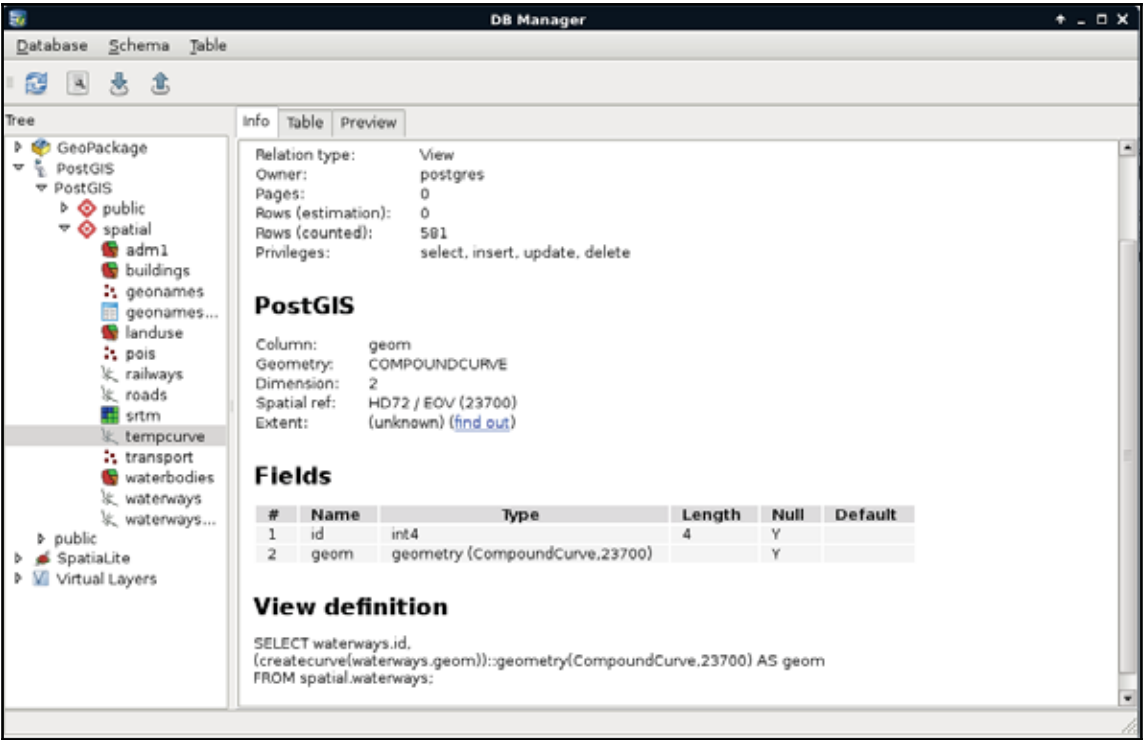 DB Manager
Database Schema Table
Tree
GeoPackage
PostGIS
PostGIS
public
spatial
adm1
buildings
geonames
geonames...
landuse
pois
railways
roads
srtm
tempcurve
transport
waterbodies
waterways
waterways...
public
SpatiaLite
Virtual Layers
Info Table Preview
Relation type: View
Owner: postgres
Pages: 0
Rows (estimation): 0
Rows (counted): 581
Privileges: select, insert, update, delete
PostGIS
Column: geom
Geometry: COMPOUNDCURVE
Dimension: 2
Spatial ref: HD72 / EOV (23700)
Extent: (unknown) (find out)
Fields
# Name Type Length Null Default
1 id int4 4 Y
2 geom geometry (CompoundCurve,23700) Y
View definition
SELECT waterways.id,
(createcurve(waterways.geom))::geometry(CompoundCurve,23700) AS geom
FROM spatial.waterways;